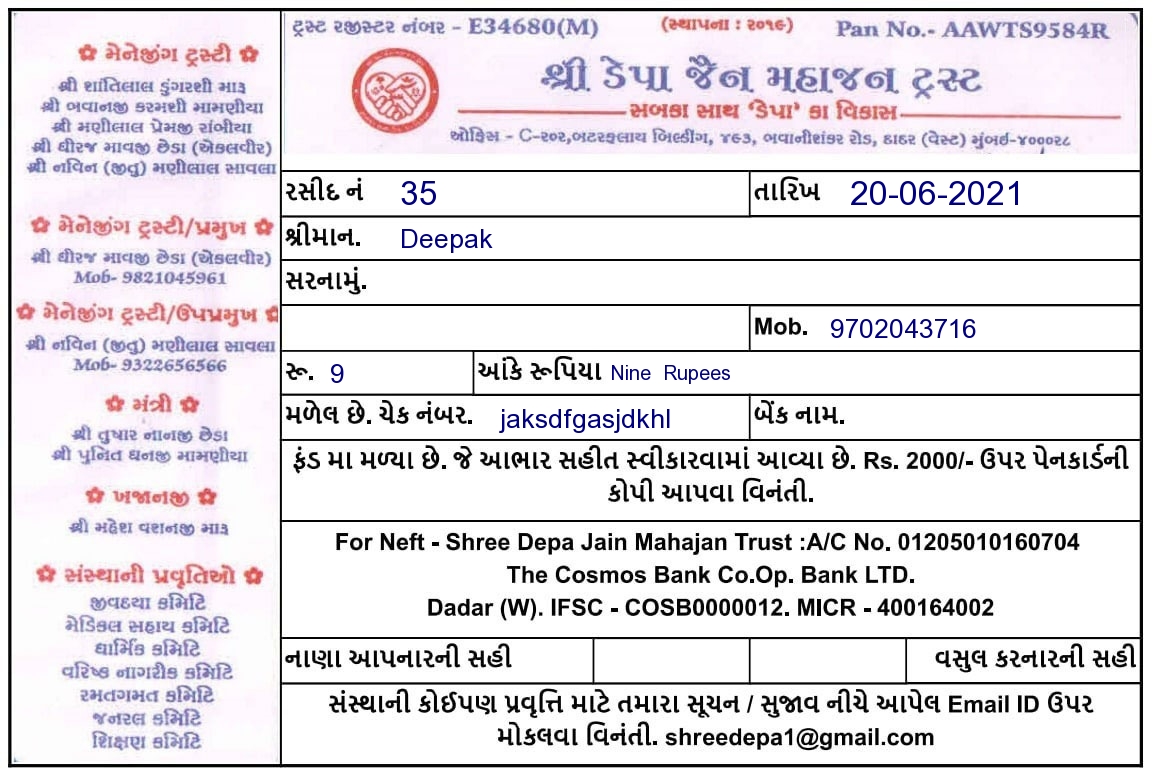 ✿ મેનેજીંગ ટ્રસ્ટી ✿
શ્રી શાંતિલાલ ડુંગરશી મારૂ
શ્રી બવાનજી કરમશી મામણીયા
શ્રી મણીલાલ પ્રેમજી રાંબીયા
શ્રી ધીરજ માવજી છેડા (એકલવીર)
શ્રી નવિન (જીતુ) મણીલાલ સાવલા
✿ મેનેજીંગ ટ્રસ્ટી/પ્રમુખ ✿
શ્રી ધીરજ માવજી છેડા (એકલવીર)
Mob- 9821045961
✿ મેનેજીંગ ટ્રસ્ટી/ઉપપ્રમુખ ✿
શ્રી નવિન (જીતુ) મણીલાલ સાવલા
Mob- 9322656566
✿ મંત્રી ✿
શ્રી તુષાર નાનજી છેડા
શ્રી પુનિત ધનજી મામણીયા
✿ ખજાનજી ✿
શ્રી મહેશ વશનજી મારૂ
✿ સંસ્થાની પ્રવૃતિઓ ✿
જીવદયા કમિટિ
મેડિકલ સહાય કમિટિ
ધાર્મિક કમિટિ
વરિષ્ઠ નાગરીક કમિટિ
રમતગમત કમિટિ
જનરલ કમિટિ
શિક્ષણ કમિટિ
ટ્રસ્ટ રજીસ્ટર નંબર - E34680(M) (સ્થાપના : ૨૦૧૯) Pan No.- AAWTS9584R
શ્રી ડેપા જૈન મહાજન ટ્રસ્ટ
સબકા સાથ 'ડેપા' કા વિકાસ
ઓફિસ - C-૨૦૨,બટરફલાય બિલ્ડીંગ, ૪૬૩, ભવાનીશંકર રોડ, દાદર (વેસ્ટ) મુંબઇ-૪૦૦૦૨૮
રસીદ નં 35 તારિખ 20-06-2021
શ્રીમાન. Deepak
સરનામું.
Mob. 9702043716
રૂ. 9 આંકે રૂપિયા Nine Rupees
મળેલ છે. ચેક નંબર. jaksdfgasjdkhl બેંક નામ.
ફંડ મા મળ્યા છે. જે આભાર સહીત સ્વીકારવામાં આવ્યા છે. Rs. 2000/- ઉપર પેનકાર્ડની
કોપી આપવા વિનંતી.
For Neft - Shree Depa Jain Mahajan Trust :A/C No. 01205010160704
The Cosmos Bank Co.Op. Bank LTD.
Dadar (W). IFSC - COSB0000012. MICR - 400164002
નાણા આપનારની સહી વસુલ કરનારની સહી
સંસ્થાની કોઈપણ પ્રવૃત્તિ માટે તમારા સૂચન / સુજાવ નીચે આપેલ Email ID ઉપર
મોકલવા વિનંતી. shreedepa1@gmail.com